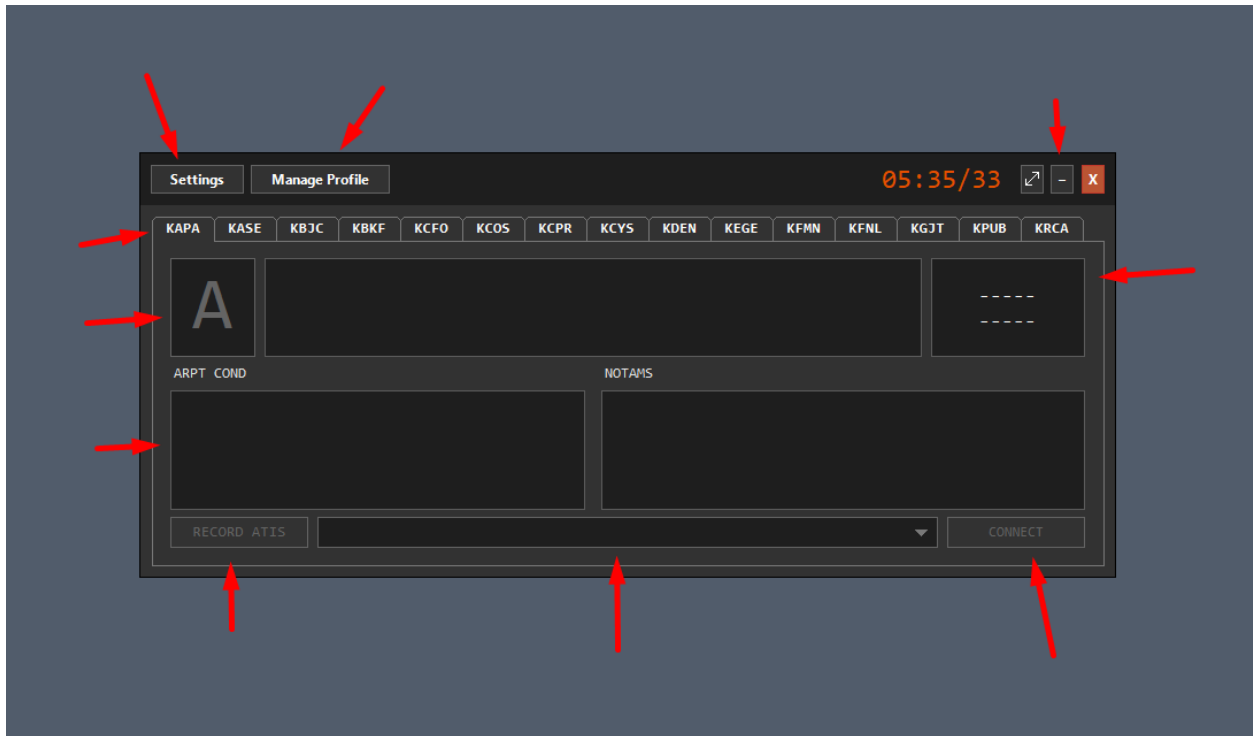 Settings Manage Profile 05:35/33 - X
KAPA KASE KBJC KBKF KCFO KCOS KCPR KCYS KDEN KEGE KFMN KFNL KGJT KPUB KRCA
A -----
-----
ARPT COND NOTAMS
RECORD ATIS CONNECT